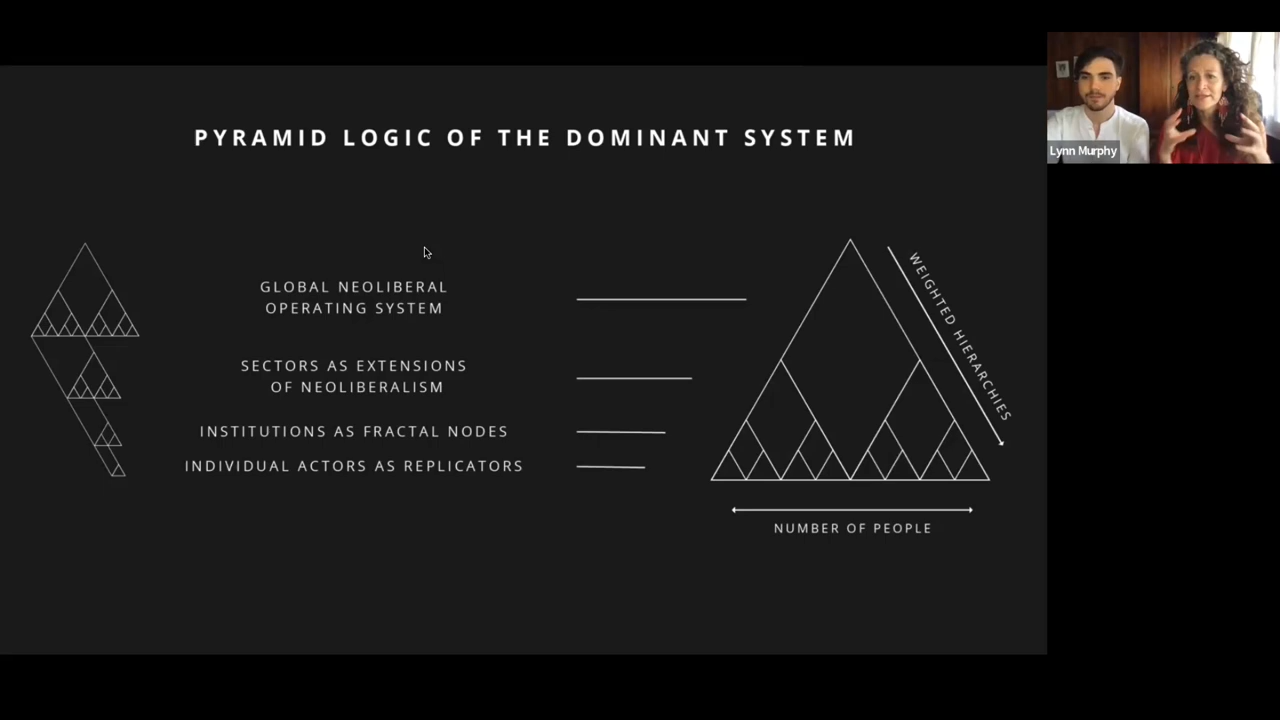 PYRAMID LOGIC OF THE DOMINANT SYSTEM
Lynn Murphy
GLOBAL NEOLIBERAL
OPERATING SYSTEM
SECTORS AS EXTENSIONS
OF NEOLIBERALISM
INSTITUTIONS AS FRACTAL NODES
INDIVIDUAL ACTORS AS REPLICATORS
WEIGHTED HIERARCHIES
NUMBER OF PEOPLE